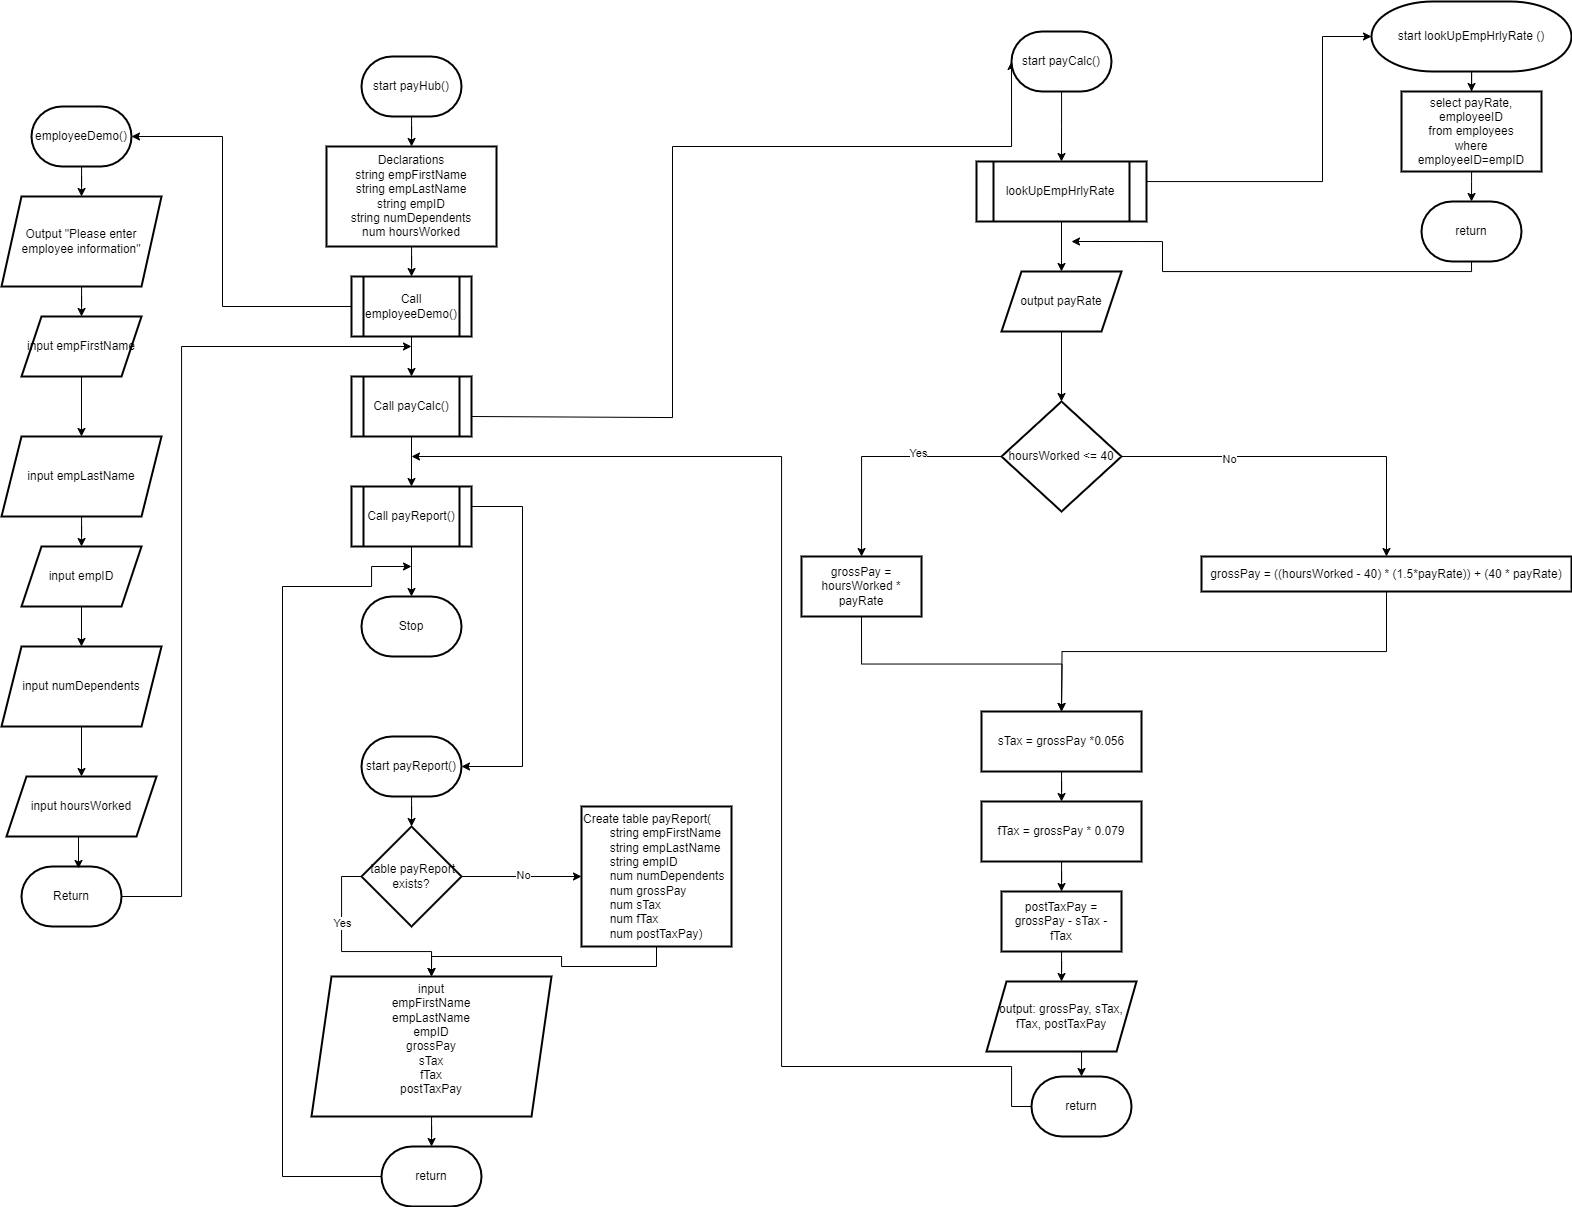 employeeDemo()
Output "Please enter
employee information"
input empFirstName
input empLastName
input empID
input numDependents
input hoursWorked
Return
start payHub()
Declarations
string empFirstName
string empLastName
string empID
string numDependents
num hoursWorked
Call
employeeDemo()
Call payCalc()
Call payReport()
Stop
start payReport()
table payReport
exists?
Yes
No
Create table payReport(
string empFirstName
string empLastName
string empID
num numDependents
num grossPay
num sTax
num fTax
num postTaxPay)
input
empFirstName
empLastName
empID
grossPay
sTax
fTax
postTaxPay
return
start payCalc()
lookUpEmpHrlyRate
output payRate
hoursWorked <= 40
Yes
No
grossPay =
hoursWorked *
payRate
grossPay = ((hoursWorked - 40) * (1.5*payRate)) + (40 * payRate)
sTax = grossPay *0.056
fTax = grossPay * 0.079
postTaxPay =
grossPay - sTax -
fTax
output: grossPay, sTax,
fTax, postTaxPay
return
start lookUpEmpHrlyRate ()
select payRate,
employeeID
from employees
where
employeeID=empID
return